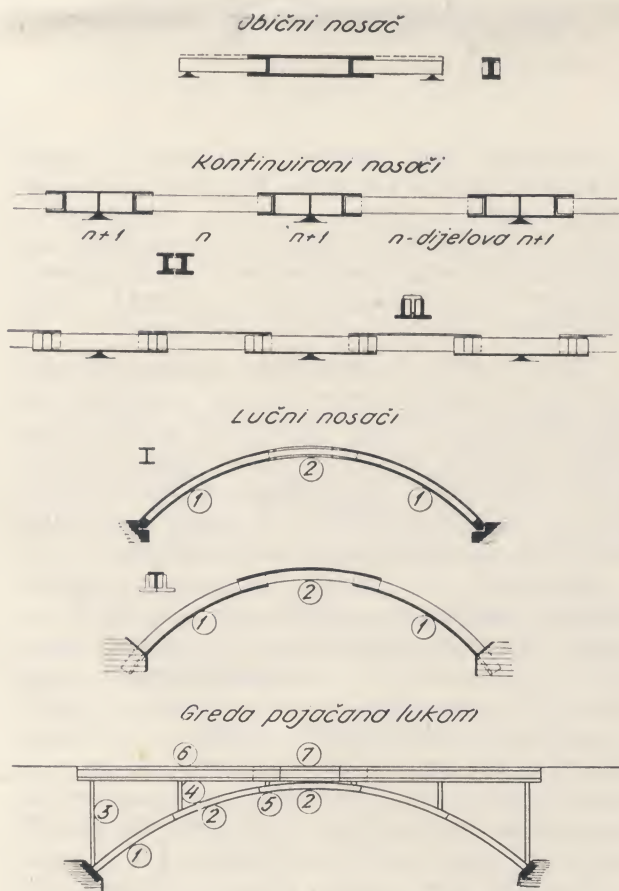 Obični nosač
Kontinuirani nosači
n+1 n n+1 n-dijelova n+1
Lučni nosači
2
1 1
2
1 1
Greda pojačana lukom
6 7
3 4 2 5 2
1